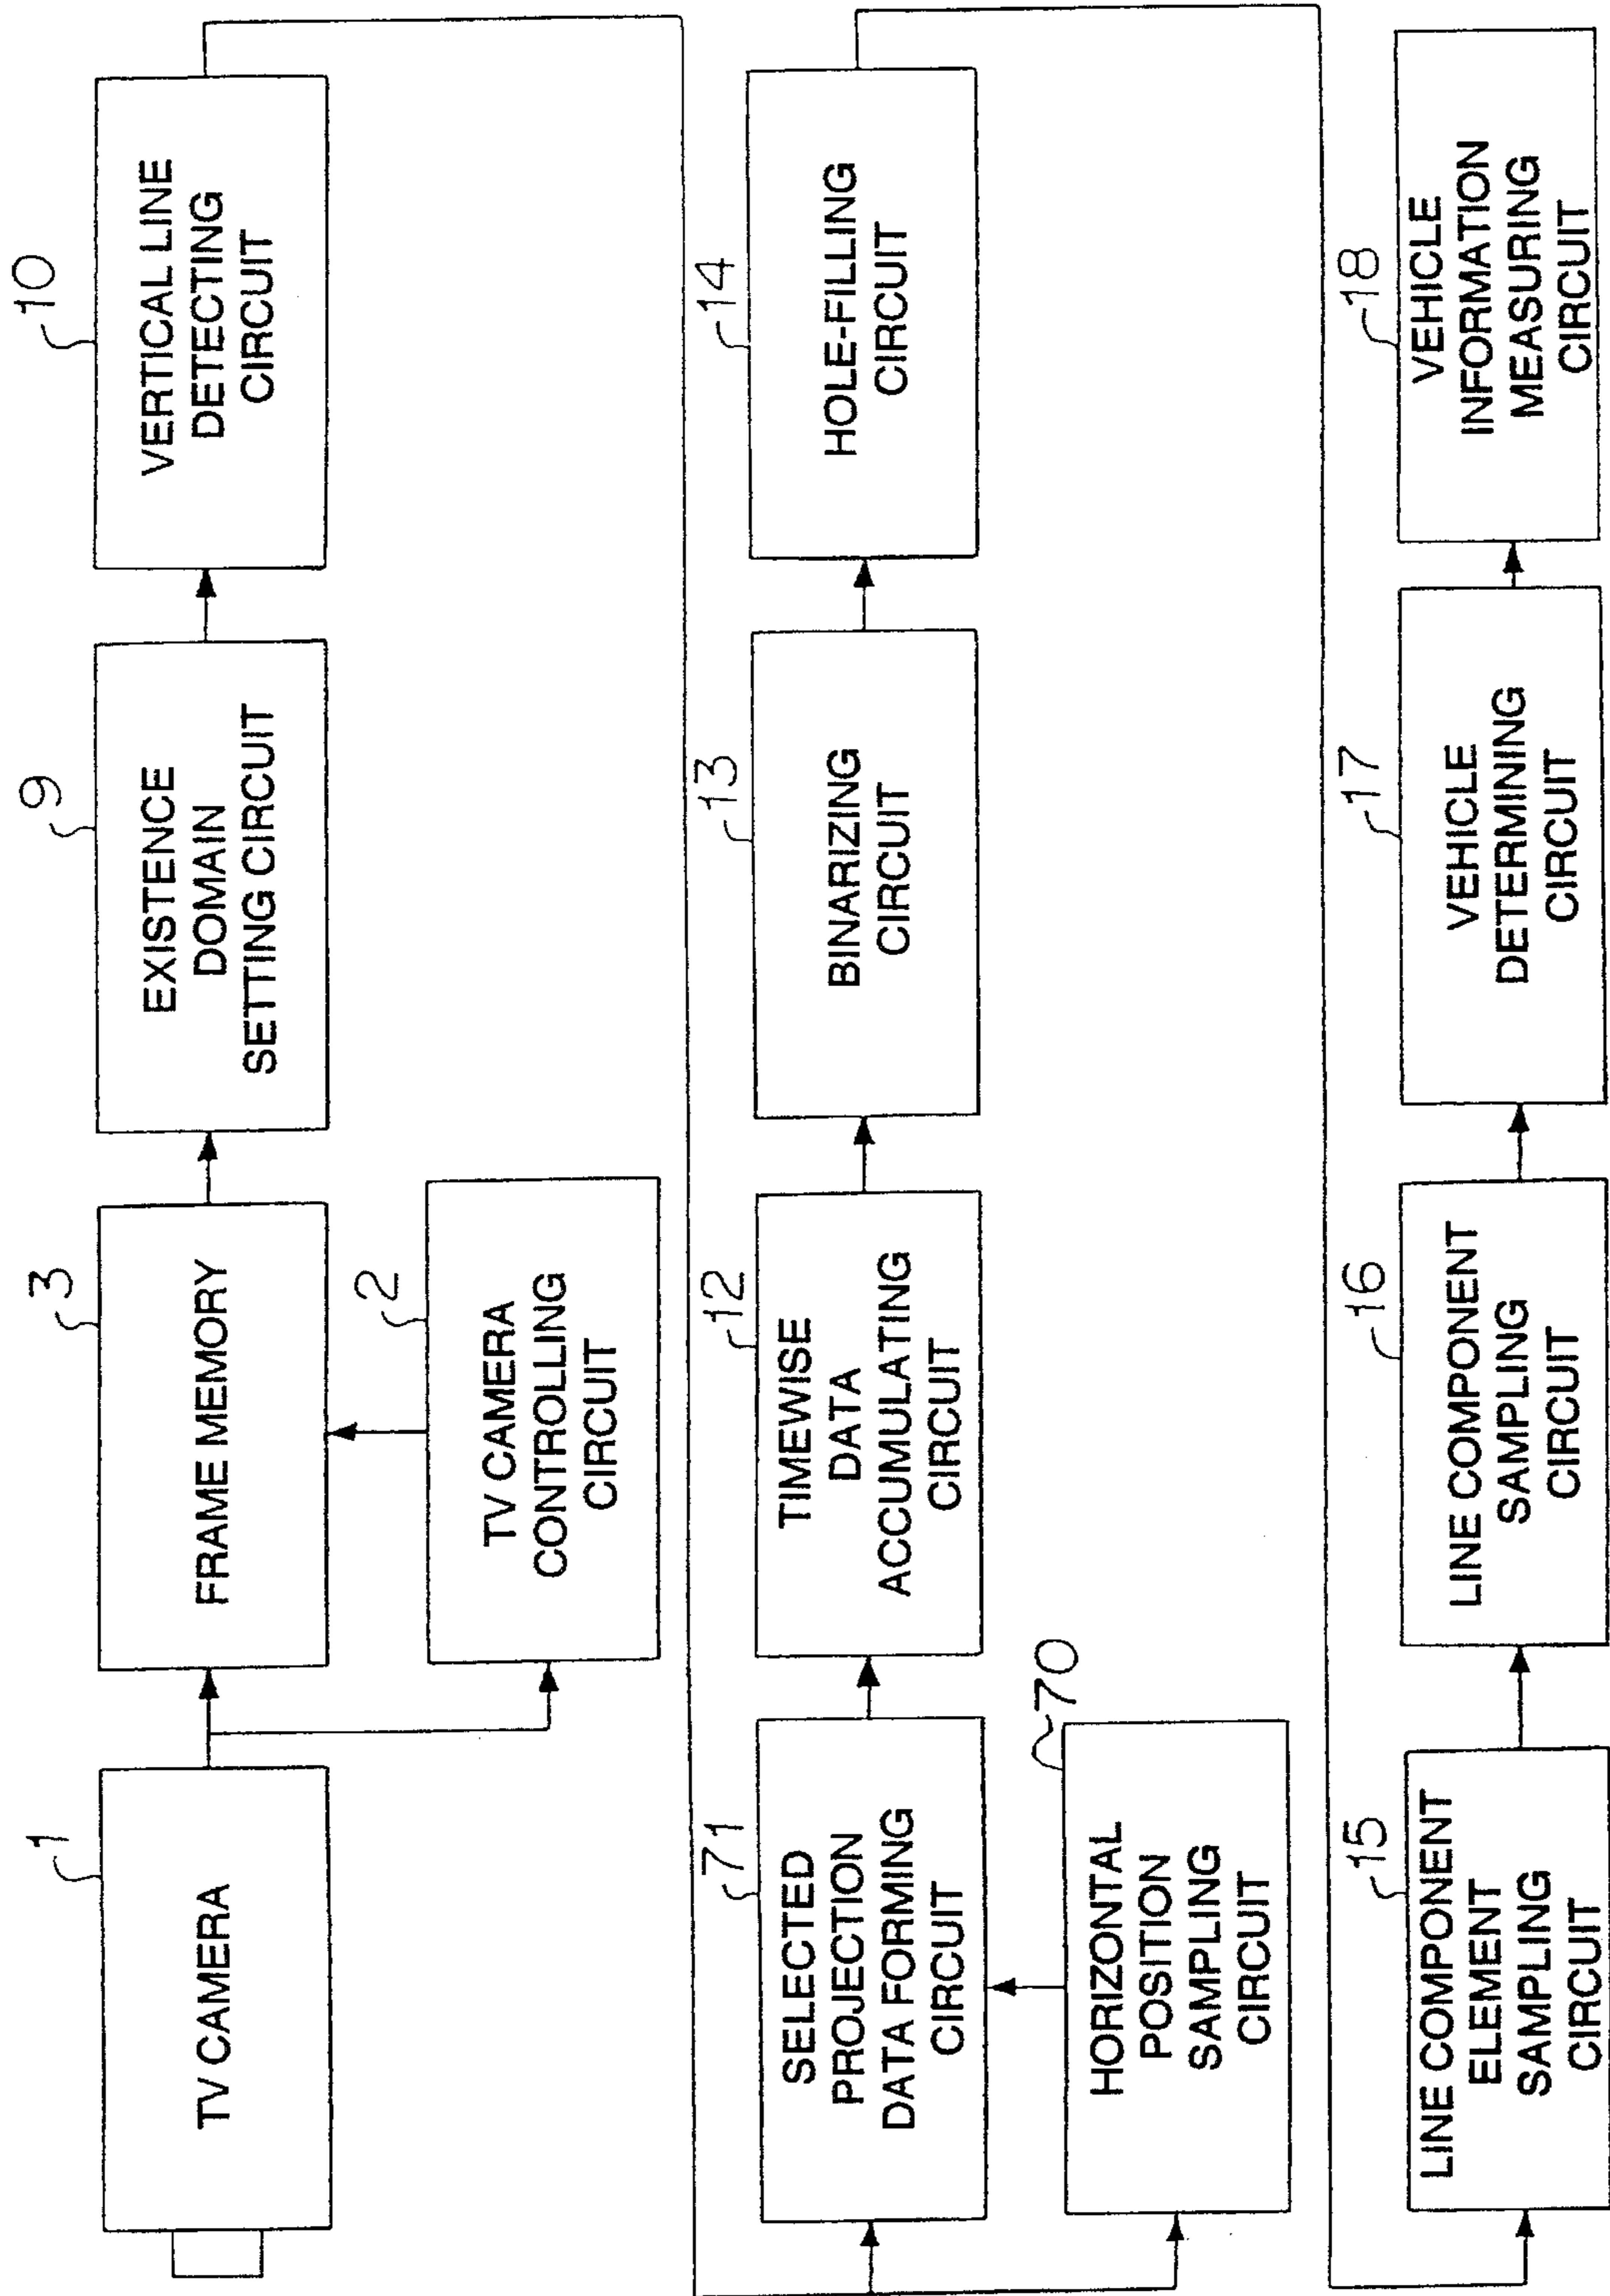 1
TV CAMERA
3
FRAME MEMORY
2
TV CAMERA
CONTROLLING
CIRCUIT
9
EXISTENCE
DOMAIN
SETTING CIRCUIT
10
VERTICAL LINE
DETECTING
CIRCUIT
71
SELECTED
PROJECTION
DATA FORMING
CIRCUIT
70
HORIZONTAL
POSITION
SAMPLING
CIRCUIT
12
TIMEWISE
DATA
ACCUMULATING
CIRCUIT
13
BINARIZING
CIRCUIT
14
HOLE-FILLING
CIRCUIT
15
LINE COMPONENT
ELEMENT
SAMPLING
CIRCUIT
16
LINE COMPONENT
SAMPLING
CIRCUIT
17
VEHICLE
DETERMINING
CIRCUIT
18
VEHICLE
INFORMATION
MEASURING
CIRCUIT